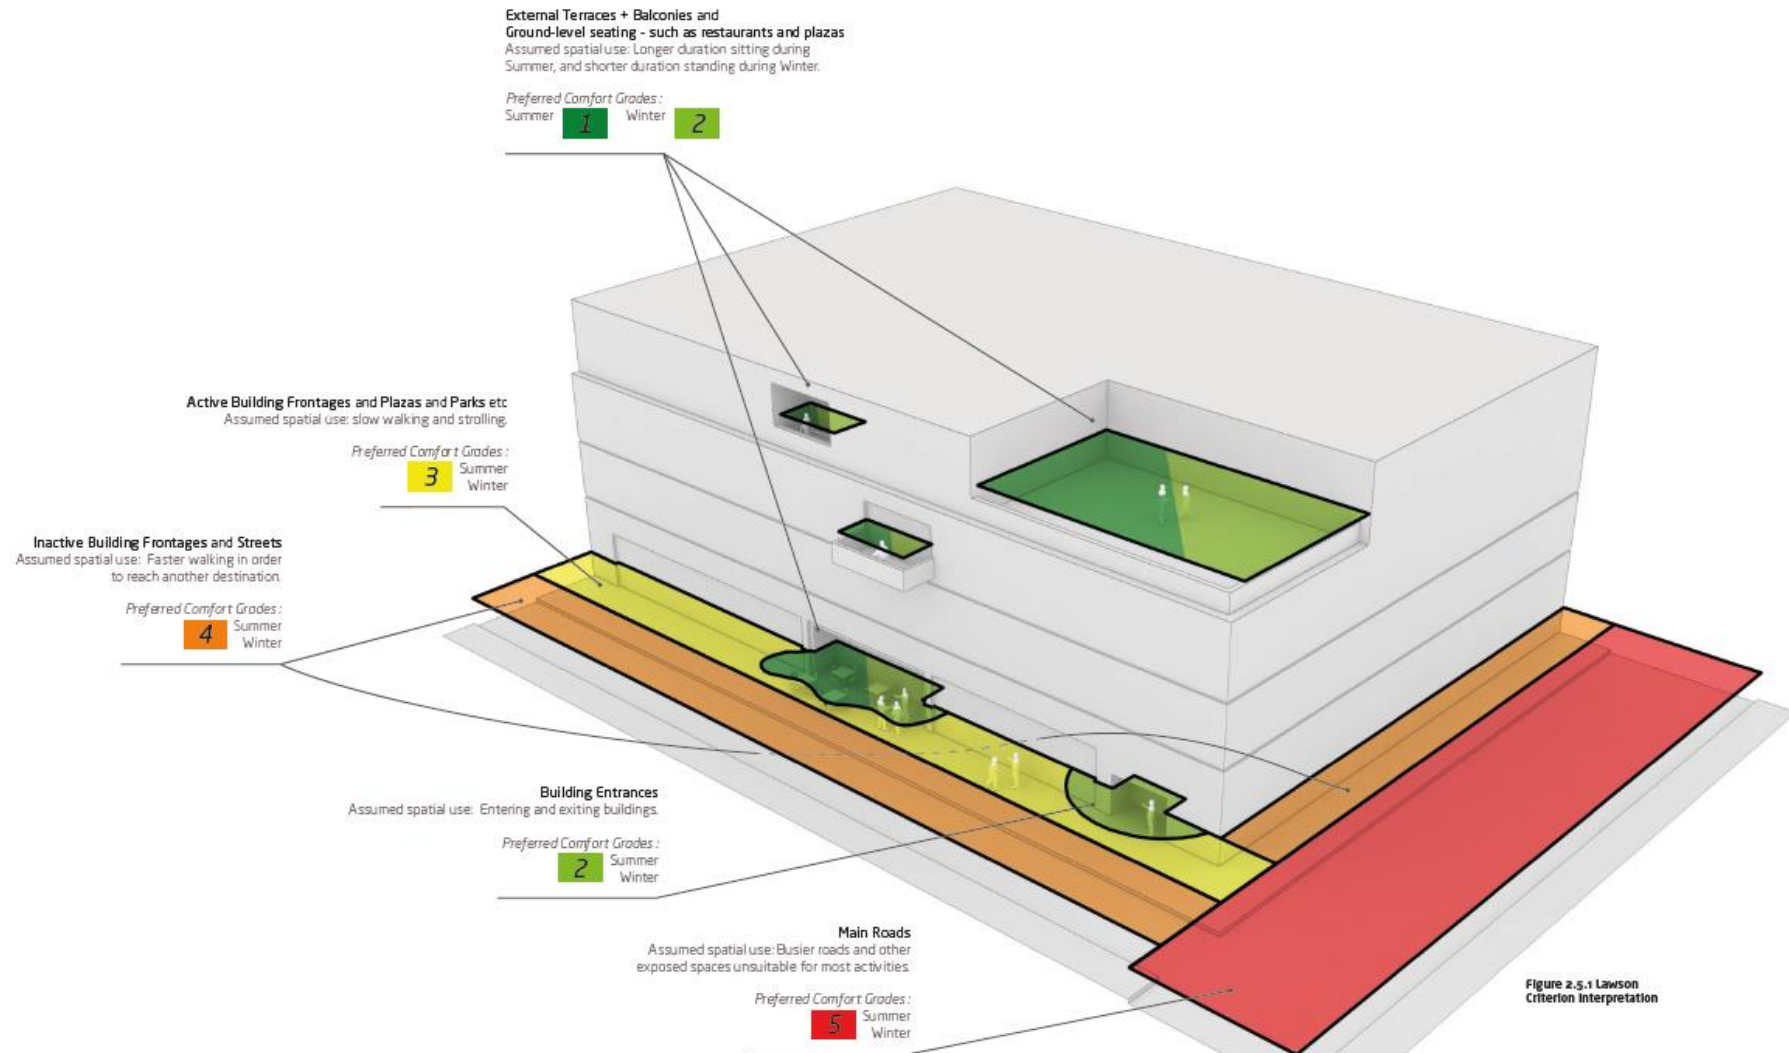 External Terraces + Balconies and
Ground-level seating - such as restaurants and plazas
Assumed spatial use: Longer duration sitting during
Summer, and shorter duration standing during Winter.
Preferred Comfort Grades :
Summer 1 Winter 2
Active Building Frontages and Plazas and Parks etc
Assumed spatial use: slow walking and strolling.
Preferred Comfort Grades :
3 Summer
Winter
Inactive Building Frontages and Streets
Assumed spatial use: Faster walking in order
to reach another destination.
Preferred Comfort Grades :
4 Summer
Winter
Building Entrances
Assumed spatial use: Entering and exiting buildings.
Preferred Comfort Grades :
2 Summer
Winter
Main Roads
Assumed spatial use: Busier roads and other
exposed spaces unsuitable for most activities.
Preferred Comfort Grades :
5 Summer
Winter
Figure 2.5.1 Lawson
Criterion Interpretation